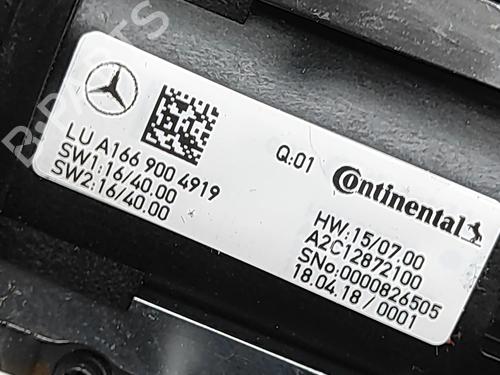 Q:01
Continental
LU A166 900 4919
SW1:16/40.00
SW2:16/40.00
HW.15/07.00
A2C12872100
SNo:0000826505
18.04.18 / 0001
B-PARTS